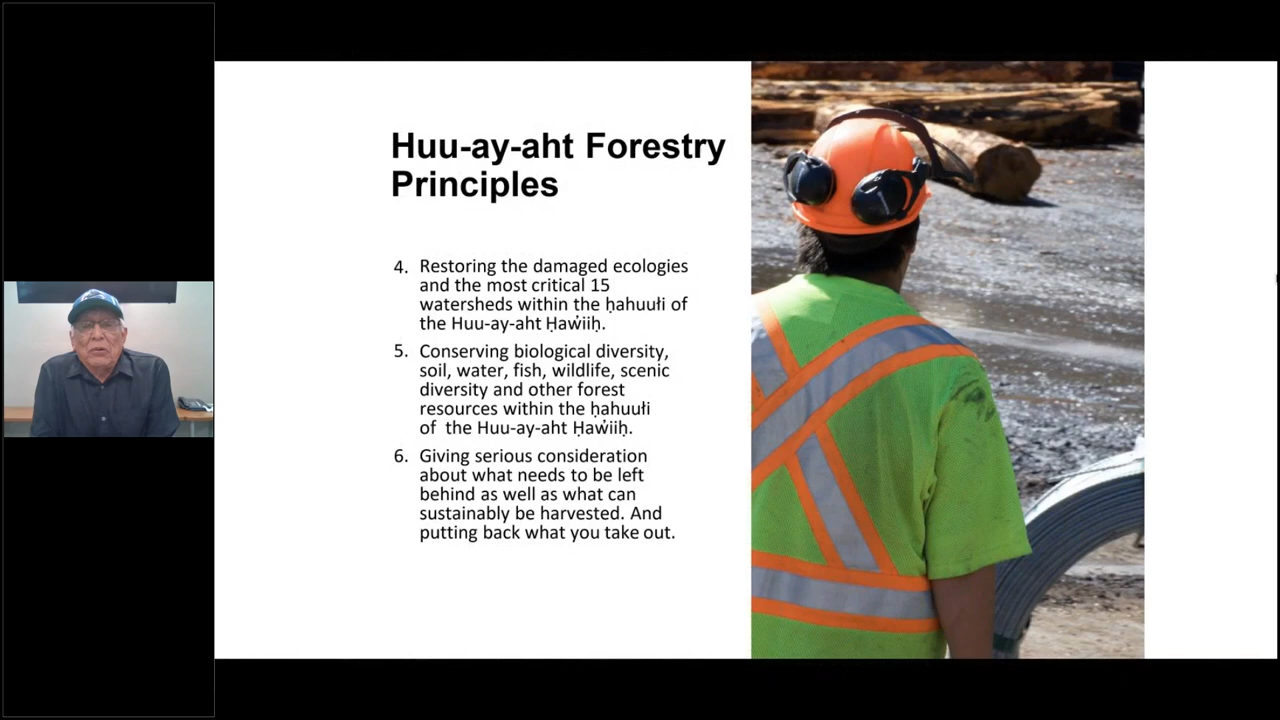 Huu-ay-aht Forestry
Principles
4. Restoring the damaged ecologies
and the most critical 15
watersheds within the ḥahuułi of
the Huu-ay-aht Ḥaw̓iiḥ.
5. Conserving biological diversity,
soil, water, fish, wildlife, scenic
diversity and other forest
resources within the ḥahuułi
of the Huu-ay-aht Ḥaw̓iiḥ.
6. Giving serious consideration
about what needs to be left
behind as well as what can
sustainably be harvested. And
putting back what you take out.